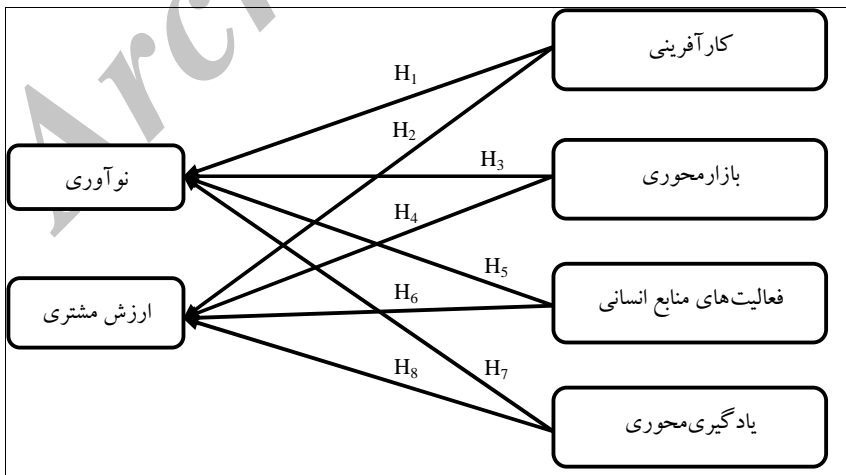 کارآفرینی
H1
H2
بازارمحوری
H3
نوآوری
H4
فعالیت‌های منابع انسانی
H5
ارزش مشتری
H6
یادگیری‌محوری
H7
H8
Arc